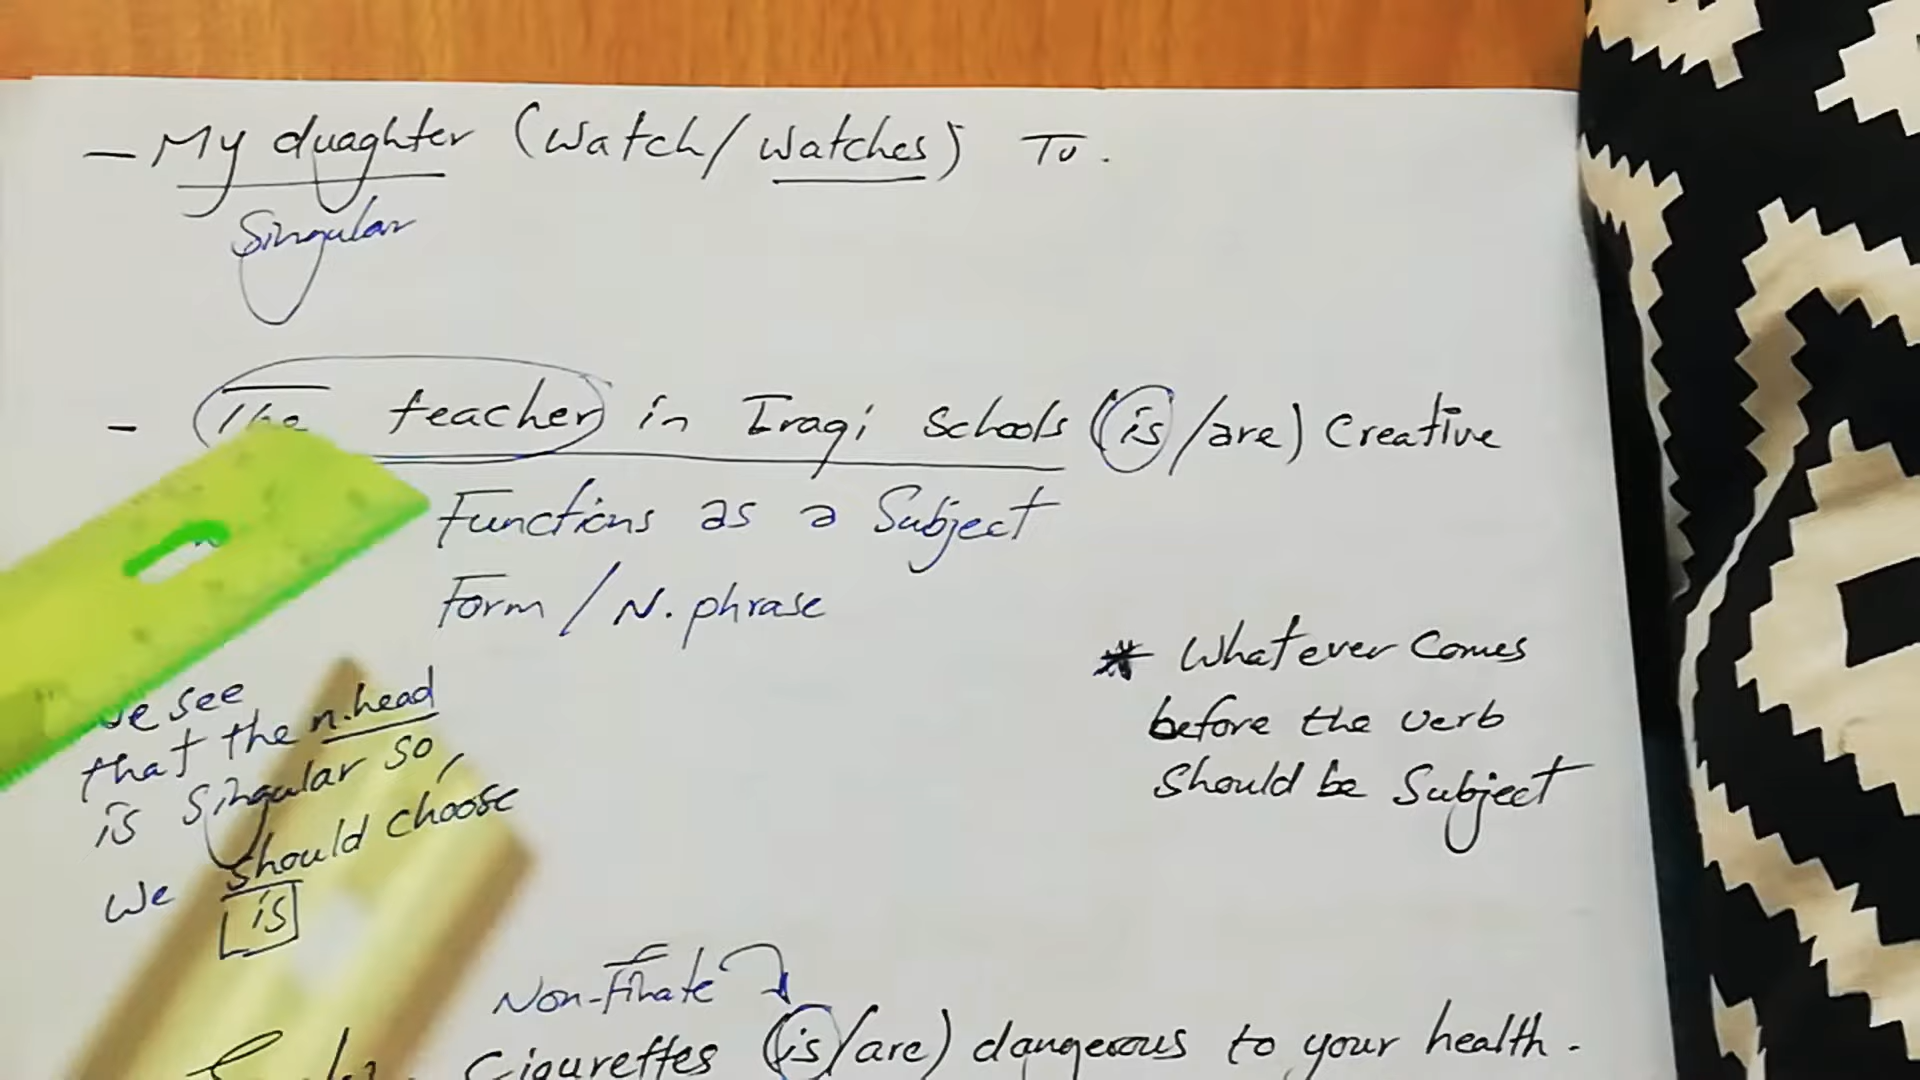 - My duaghter (watch/watches) Tv.
Singular
- The teacher in Iraqi Schools (is/are) Creative
Functions as a Subject
Form / N. phrase
we see
that the n.head
is singular so,
we should choose
is
* Whatever comes
before the verb
should be Subject
Non-Finate
Cigurettes (is/are) dangerous to your health.